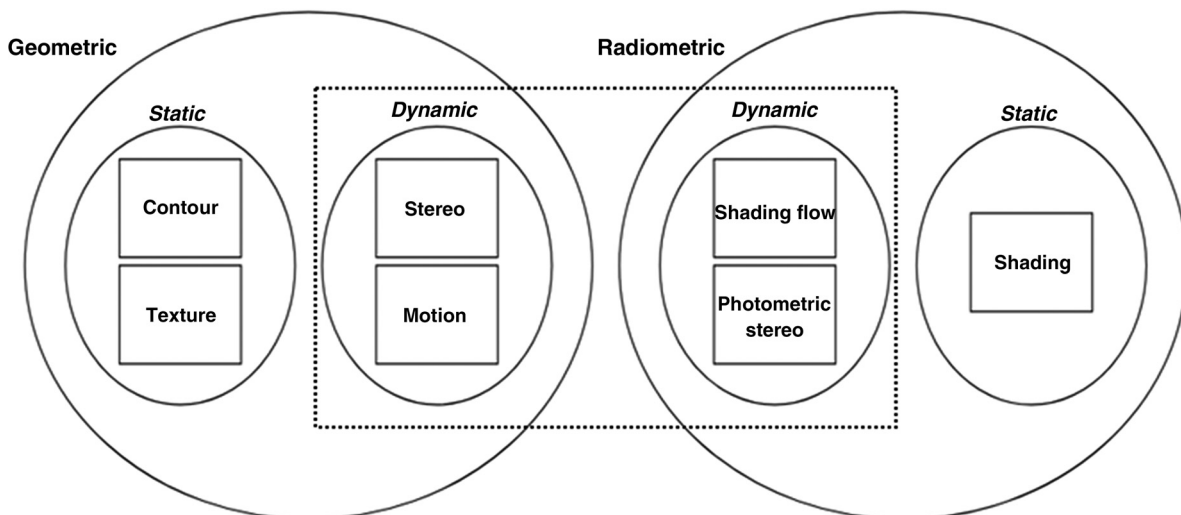 Geometric
Radiometric
Static
Dynamic
Dynamic
Static
Contour
Stereo
Shading flow
Shading
Texture
Motion
Photometric
stereo